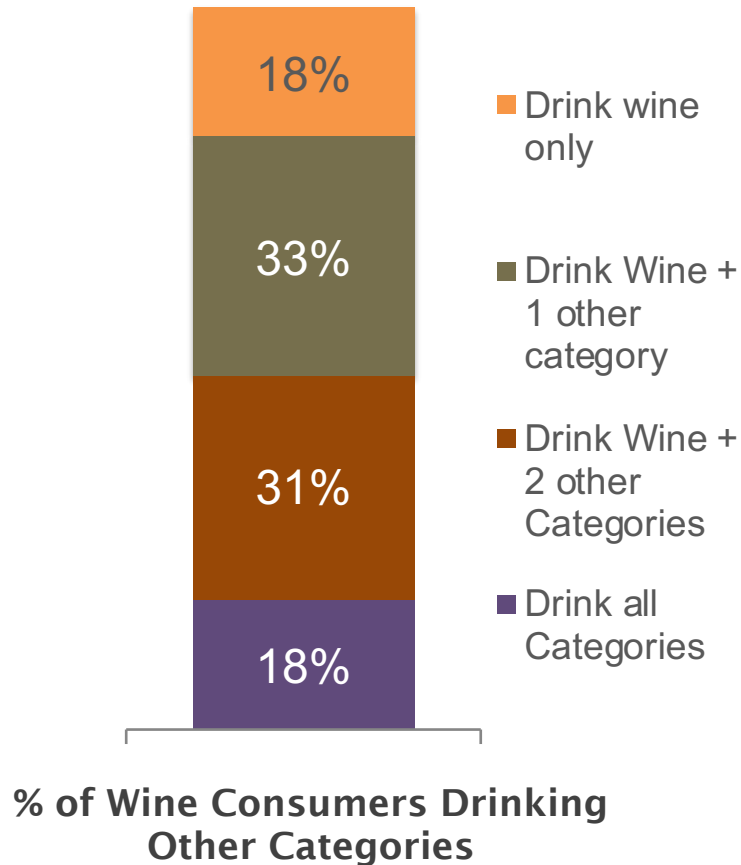 18%
33%
31%
18%
Drink wine
only
Drink Wine +
1 other
category
Drink Wine +
2 other
Categories
Drink all
Categories
% of Wine Consumers Drinking
Other Categories